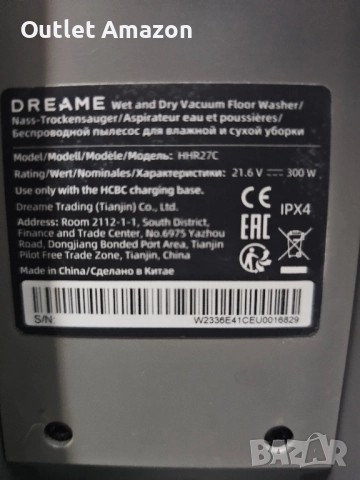 Outlet Amazon
DREAME Wet and Dry Vacuum Floor Washer/
Nass-Trockensauger/Aspirateur eau et poussières/
Беспроводной пылесос для влажной и сухой уборки
Model/Modell/Modèle/Модель: HHR27C
Rating/Wert/Nominales/Характеристики: 21.6 V ⎓ 300 W
Use only with the HCBC charging base.
Dreame Trading (Tianjin) Co., Ltd.
Address: Room 2112-1-1, South District,
Finance and Trade Center, No.6975 Yazhou
Road, Dongjiang Bonded Port Area, Tianjin
Pilot Free Trade Zone, Tianjin, China
Made in China/Сделано в Китае
CE
EAC
IPX4
S/N:
W2336E41CEU0016829
BAZAR